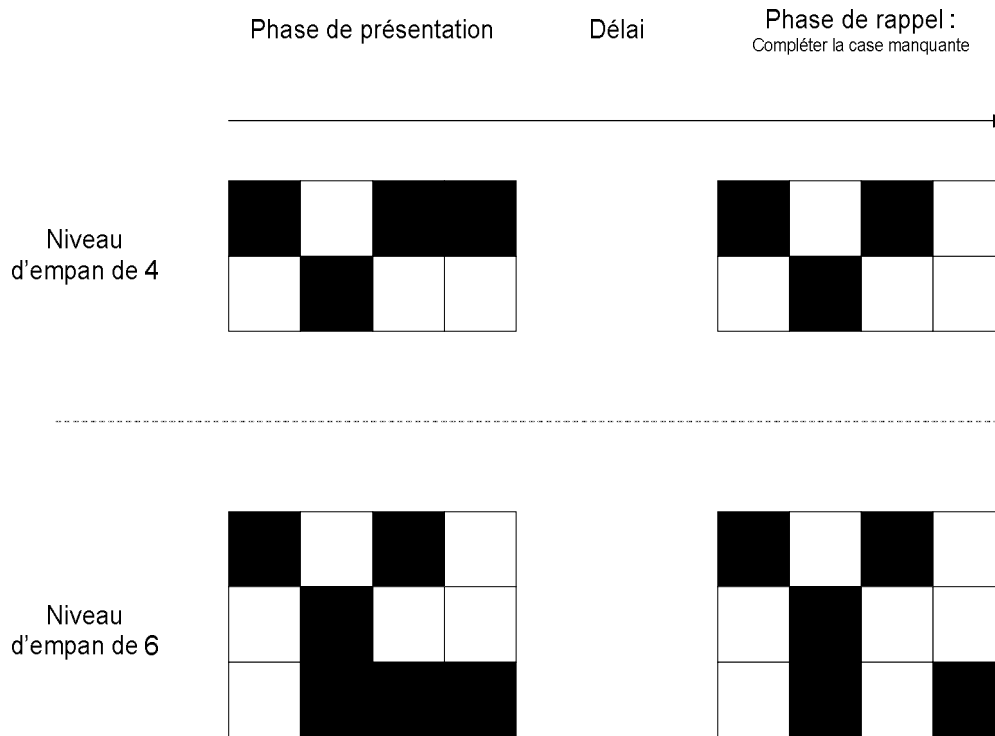 Phase de présentation
Délai
Phase de rappel :
Compléter la case manquante
Niveau
d'empan de 4
Niveau
d'empan de 6